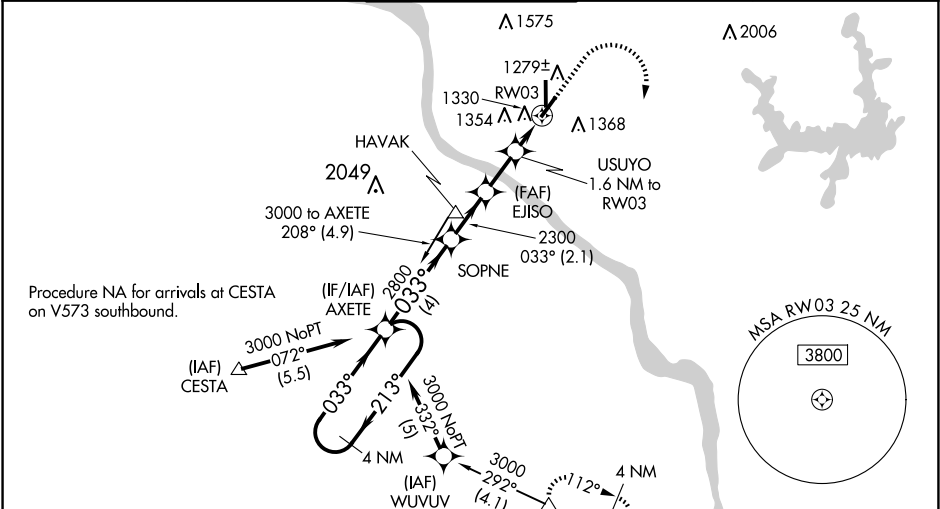 1575
2006
1279±
RW03
1330
1354
1368
HAVAK
USUYO
1.6 NM to
RW03
2049
(FAF)
EJISO
3000 to AXETE
208° (4.9)
2300
033° (2.1)
SOPNE
2800
033°
(4)
Procedure NA for arrivals at CESTA
on V573 southbound.
(IF/IAF)
AXETE
MSA RW03 25 NM
3800
3000 NoPT
072°
(5.5)
(IAF)
CESTA
033°
213°
3000 NoPT
332°
(5)
4 NM
(IAF)
WUVUV
3000
292°
(4.1)
112°
4 NM